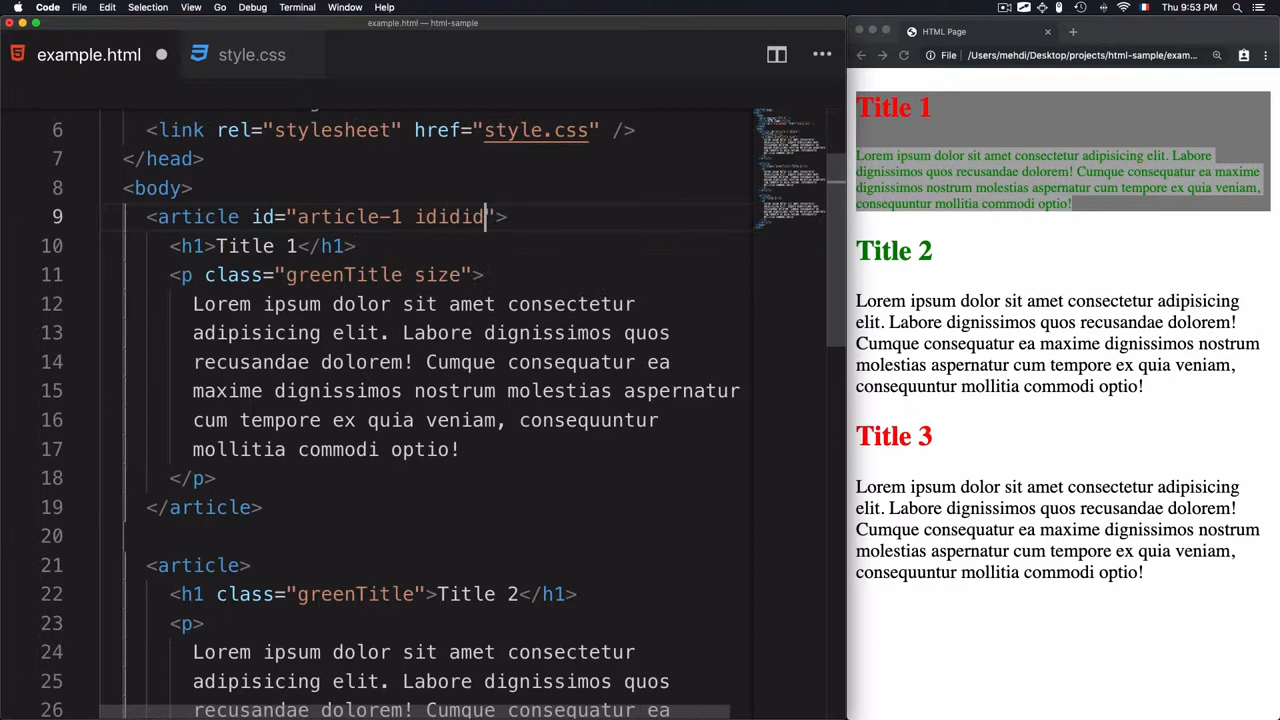 Code File Edit Selection View Go Debug Terminal Window Help
Thu 9:53 PM
example.html — html-sample
example.html
style.css
6 <link rel="stylesheet" href="style.css" />
7 </head>
8 <body>
9 <article id="article-1 ididid">
10 <h1>Title 1</h1>
11 <p class="greenTitle size">
12 Lorem ipsum dolor sit amet consectetur
13 adipisicing elit. Labore dignissimos quos
14 recusandae dolorem! Cumque consequatur ea
15 maxime dignissimos nostrum molestias aspernatur
16 cum tempore ex quia veniam, consequuntur
17 mollitia commodi optio!
18 </p>
19 </article>
20
21 <article>
22 <h1 class="greenTitle">Title 2</h1>
23 <p>
24 Lorem ipsum dolor sit amet consectetur
25 adipisicing elit. Labore dignissimos quos
26 recusandae dolorem! Cumque consequatur ea
HTML Page
File /Users/mehdi/Desktop/projects/html-sample/exam...
Title 1
Lorem ipsum dolor sit amet consectetur adipisicing elit. Labore
dignissimos quos recusandae dolorem! Cumque consequatur ea maxime
dignissimos nostrum molestias aspernatur cum tempore ex quia veniam,
consequuntur mollitia commodi optio!
Title 2
Lorem ipsum dolor sit amet consectetur adipisicing
elit. Labore dignissimos quos recusandae dolorem!
Cumque consequatur ea maxime dignissimos nostrum
molestias aspernatur cum tempore ex quia veniam,
consequuntur mollitia commodi optio!
Title 3
Lorem ipsum dolor sit amet consectetur adipisicing
elit. Labore dignissimos quos recusandae dolorem!
Cumque consequatur ea maxime dignissimos nostrum
molestias aspernatur cum tempore ex quia veniam,
consequuntur mollitia commodi optio!